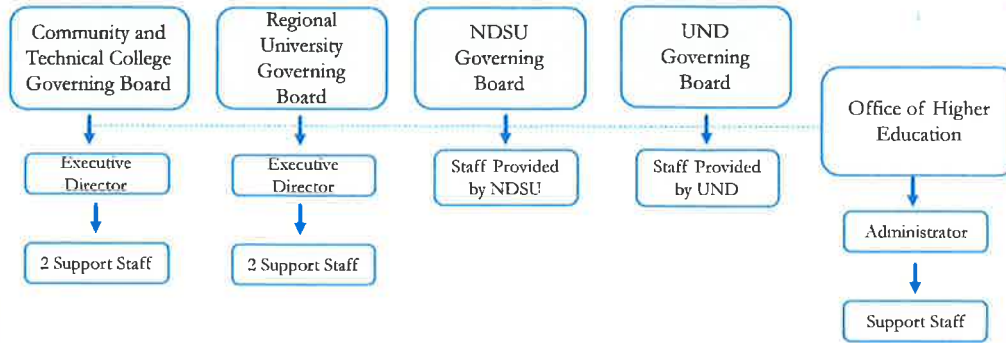 Community and
Technical College
Governing Board
Regional
University
Governing
Board
NDSU
Governing
Board
UND
Governing
Board
Office of Higher
Education
Executive
Director
Executive
Director
Staff Provided
by NDSU
Staff Provided
by UND
2 Support Staff
2 Support Staff
Administrator
Support Staff